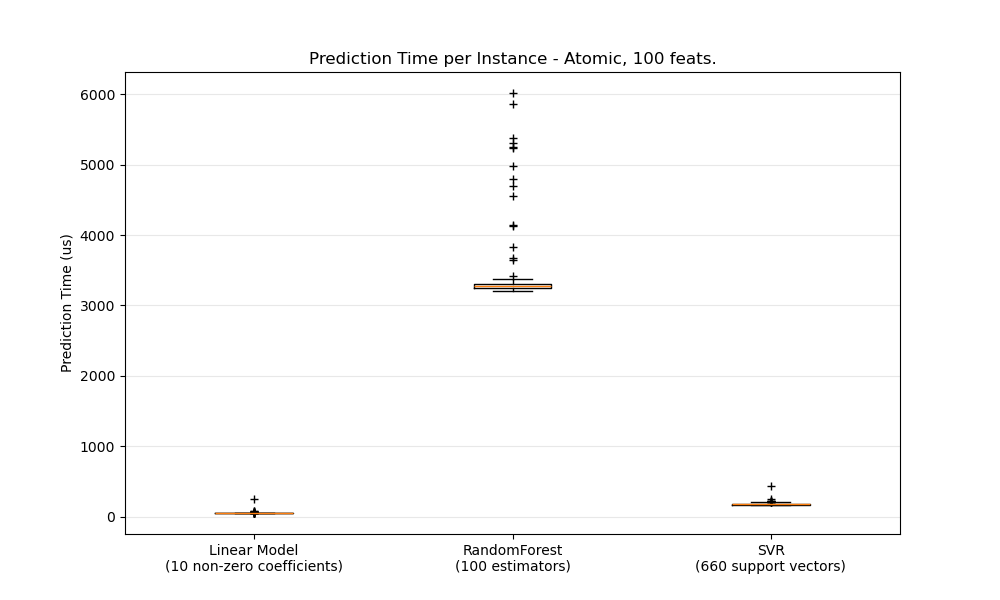 Prediction Time per Instance - Atomic, 100 feats.
Prediction Time (us)
6000
5000
4000
3000
2000
1000
0
Linear Model
(10 non-zero coefficients)
RandomForest
(100 estimators)
SVR
(660 support vectors)